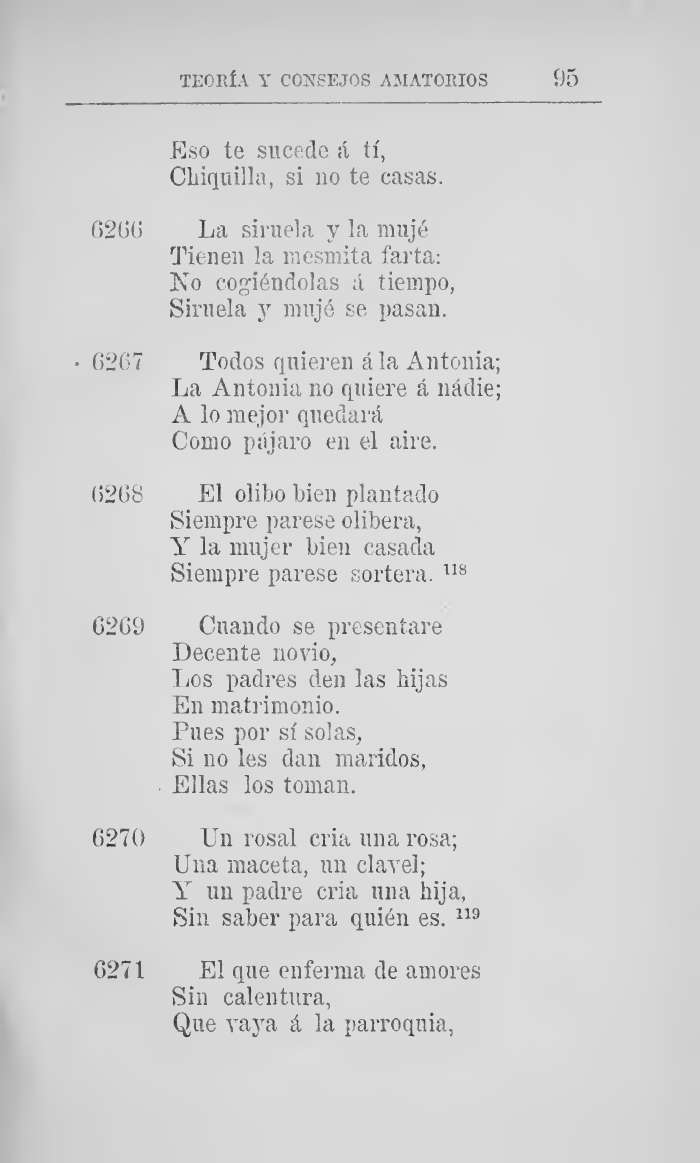 TEORÍA Y CONSEJOS AMATORIOS 95
Eso te sucede á tí,
Chiquilla, si no te casas.
6266 La siruela y la mujé
Tienen la mesmita farta:
No cogiéndolas á tiempo,
Siruela y mujé se pasan.
6267 Todos quieren á la Antonia;
La Antonia no quiere á nádie;
A lo mejor quedará
Como pájaro en el aire.
6268 El olibo bien plantado
Siempre parese olibera,
Y la mujer bien casada
Siempre parese sortera. 118
6269 Cuando se presentare
Decente novio,
Los padres den las hijas
En matrimonio.
Pues por sí solas,
Si no les dan maridos,
Ellas los toman.
6270 Un rosal cria una rosa;
Una maceta, un clavel;
Y un padre cria una hija,
Sin saber para quién es. 119
6271 El que enferma de amores
Sin calentura,
Que vaya á la parroquia,